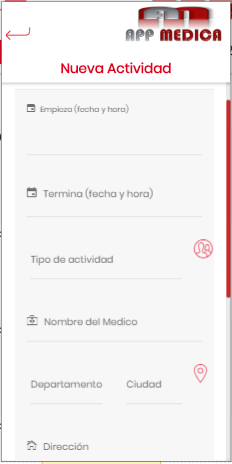 APP MEDICA
Nueva Actividad
Empieza (fecha y hora)
Termina (fecha y hora)
Tipo de actividad
Nombre del Medico
Departamento Ciudad
Dirección